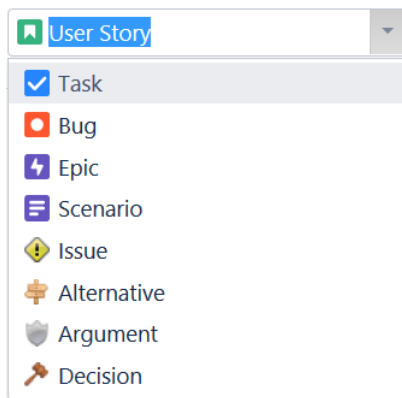 User Story
Task
Bug
Epic
Scenario
Issue
Alternative
Argument
Decision